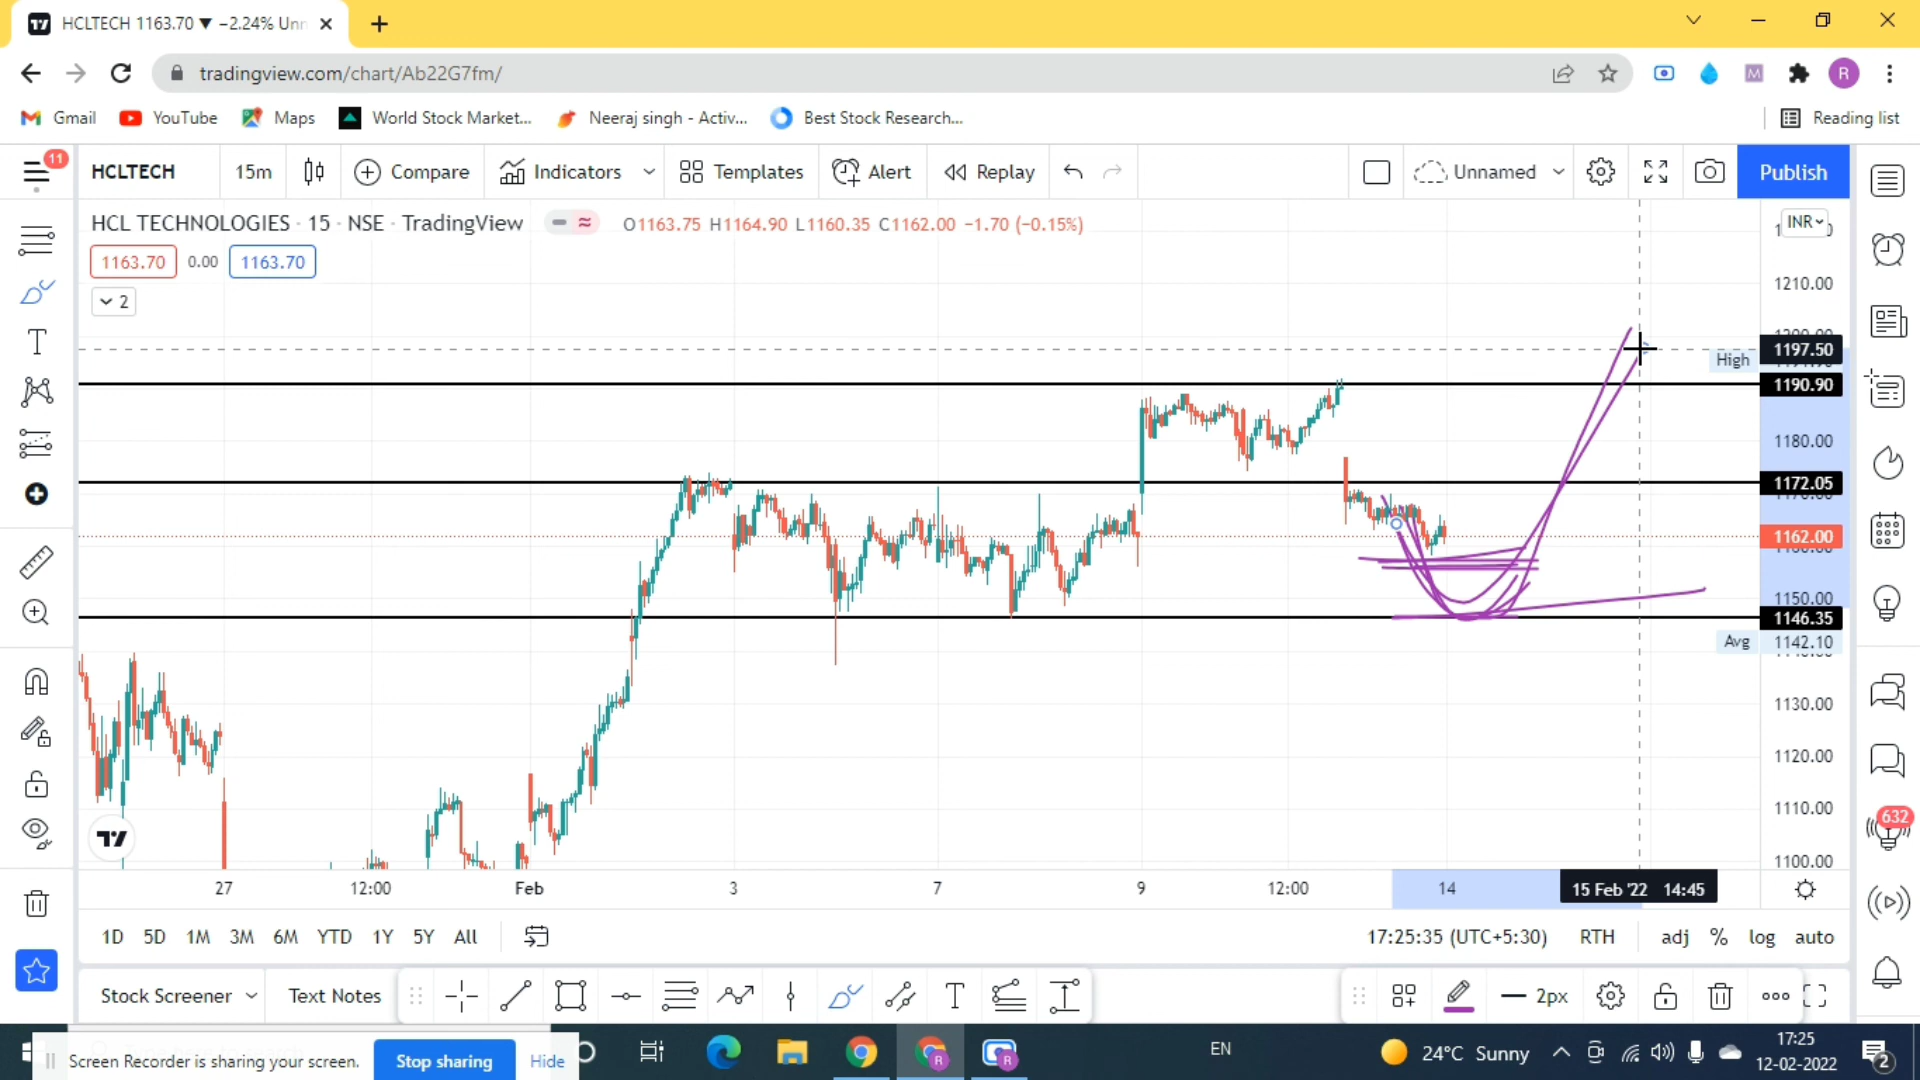 HCLTECH 1163.70 ▼ −2.24% Unn
tradingview.com/chart/Ab22G7fm/
R
Gmail
YouTube
Maps
World Stock Market...
Neeraj singh - Activ...
Best Stock Research...
Reading list
11
HCLTECH
15m
Compare
Indicators
Templates
Alert
Replay
Unnamed
Publish
HCL TECHNOLOGIES · 15 · NSE · TradingView
O1163.75 H1164.90 L1160.35 C1162.00 −1.70 (−0.15%)
INR
1163.70
0.00
1163.70
2
1210.00
1197.50
High
1190.90
1180.00
1172.05
1162.00
1150.00
1146.35
Avg
1142.10
1130.00
1120.00
1110.00
1100.00
632
27
12:00
Feb
3
7
9
12:00
14
15 Feb '22 14:45
1D
5D
1M
3M
6M
YTD
1Y
5Y
All
17:25:35 (UTC+5:30)
RTH
adj
%
log
auto
Stock Screener
Text Notes
2px
Screen Recorder is sharing your screen.
Stop sharing
Hide
EN
24°C Sunny
17:25
12-02-2022
2